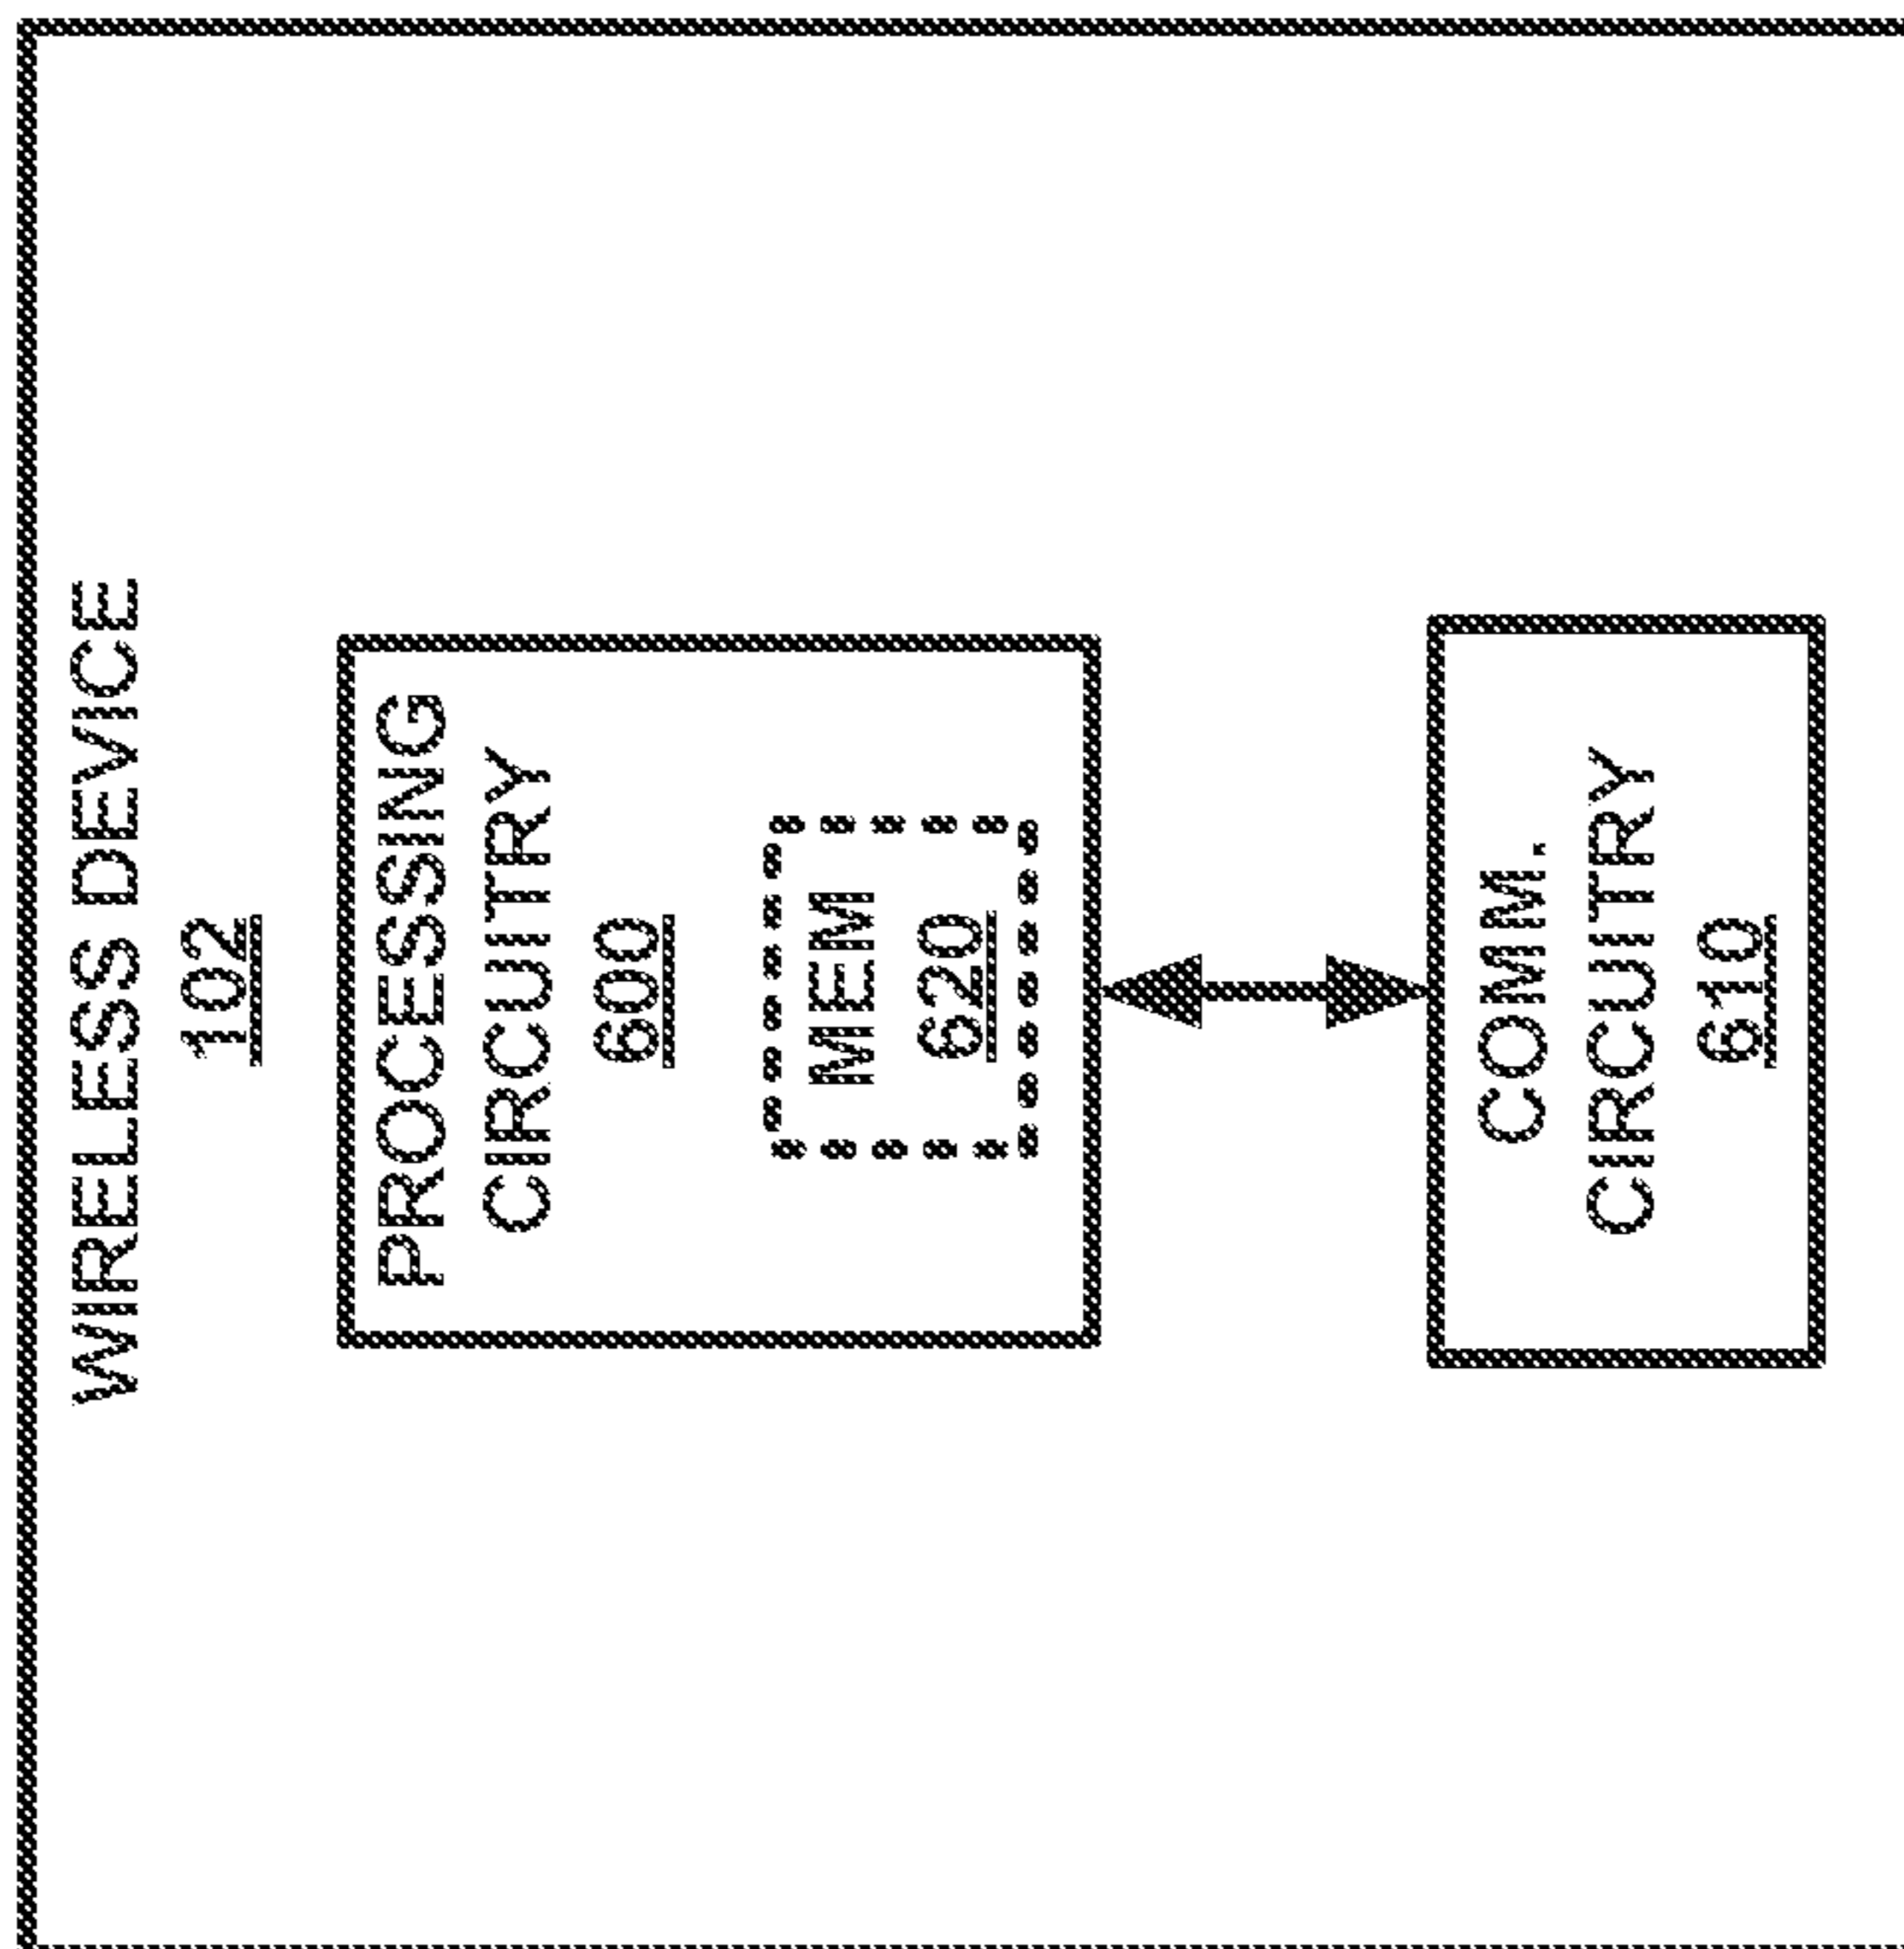 WIRELESS DEVICE
102
PROCESSING
CIRCUITRY
600
MEM
620
COMM.
CIRCUITRY
610